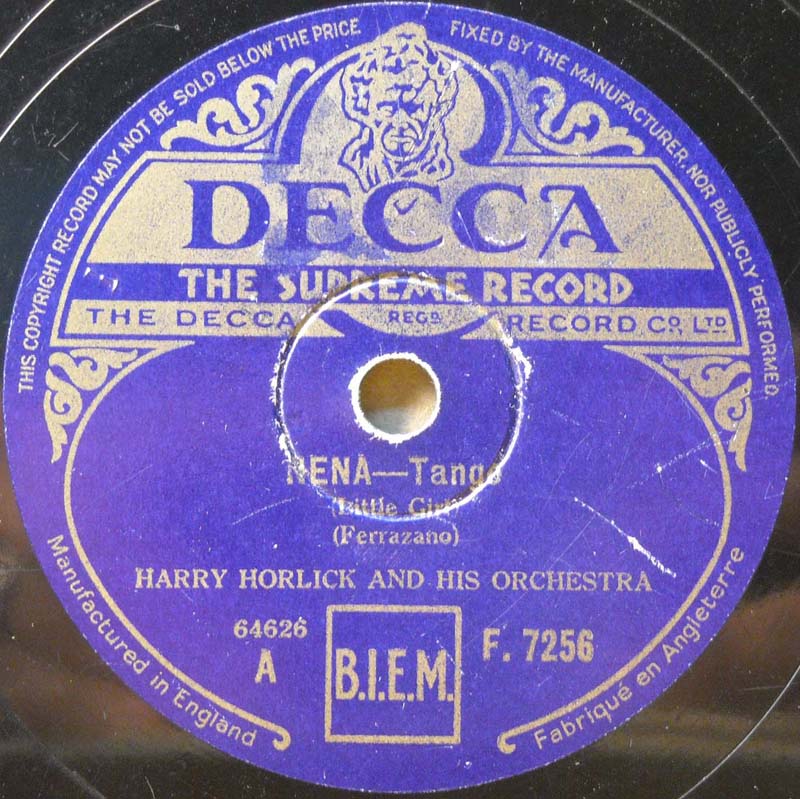 THIS COPYRIGHT RECORD MAY NOT BE SOLD BELOW THE PRICE FIXED BY THE MANUFACTURER, NOR PUBLICLY PERFORMED.
DECCA
THE SUPREME RECORD
THE DECCA REGD. RECORD CO. LTD.
NENA—Tango
(Little Girl)
(Ferrazano)
HARRY HORLICK AND HIS ORCHESTRA
64626
A
B.I.E.M.
F. 7256
Manufactured in England
Fabriqué en Angleterre